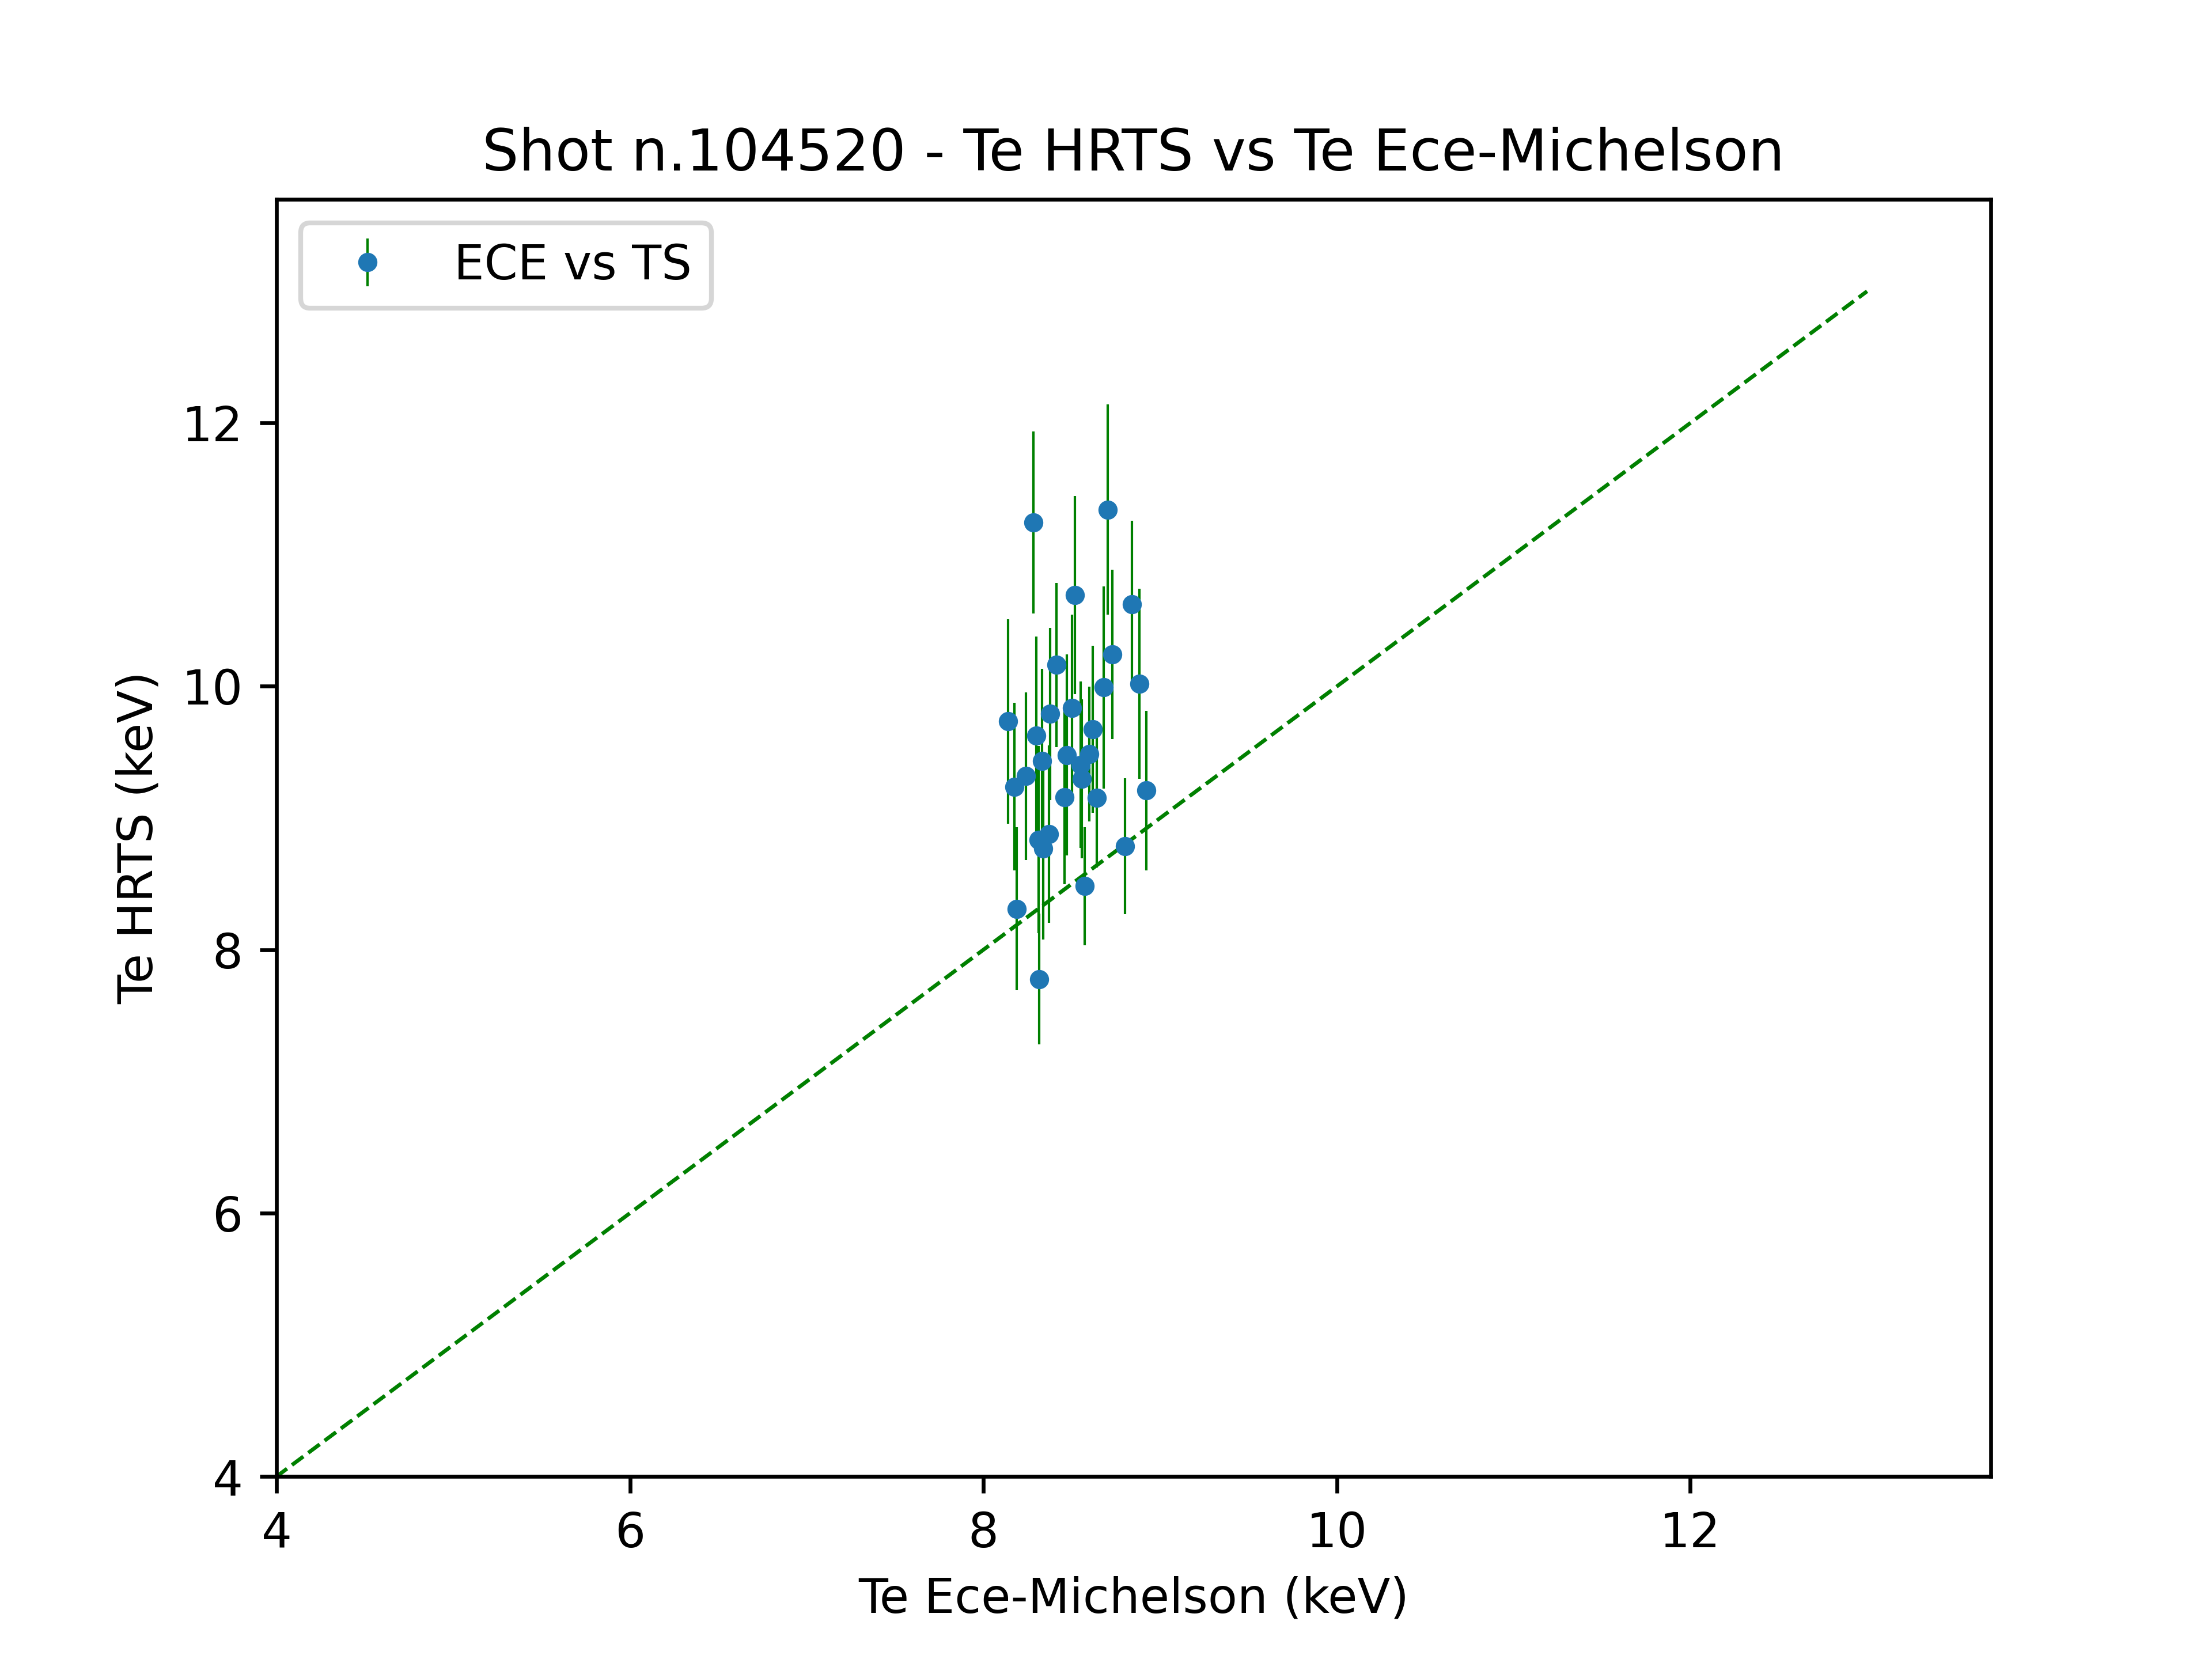 Shot n.104520 - Te HRTS vs Te Ece-Michelson
ECE vs TS
12
10
8
6
4
Te HRTS (keV)
4 6 8 10 12
Te Ece-Michelson (keV)